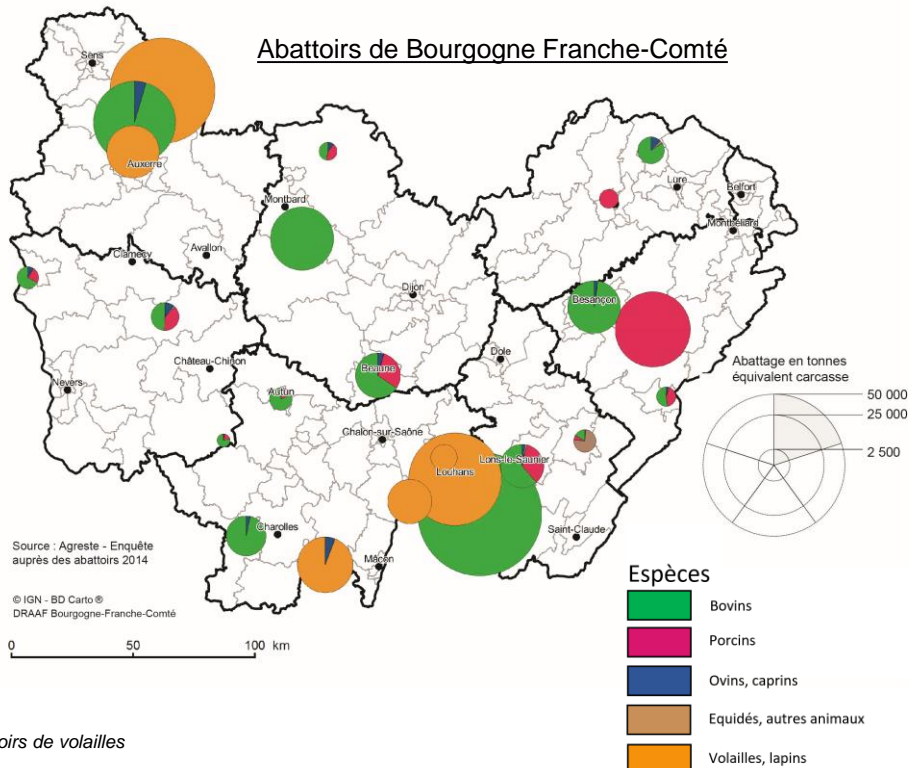 Abattoirs de Bourgogne Franche-Comté
Sens
Auxerre
Montbard
Lure
Belfort
Montbéliard
Clamecy
Avallon
Dijon
Besançon
Château-Chinon
Nevers
Beaune
Dole
Autun
Chalon-sur-Saône
Louhans
Lons-le-Saunier
Charolles
Saint-Claude
Mâcon
Abattage en tonnes
équivalent carcasse
50 000
25 000
2 500
Source : Agreste - Enquête
auprès des abattoirs 2014
© IGN - BD Carto ®
DRAAF Bourgogne-Franche-Comté
0 50 100 km
Espèces
Bovins
Porcins
Ovins, caprins
Equidés, autres animaux
Volailles, lapins
oirs de volailles